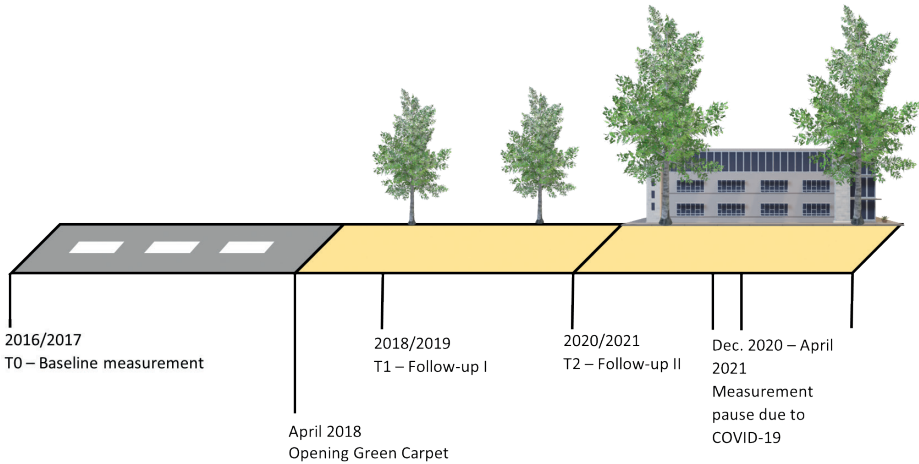 2016/2017
T0 – Baseline measurement
April 2018
Opening Green Carpet
2018/2019
T1 – Follow-up I
2020/2021
T2 – Follow-up II
Dec. 2020 – April
2021
Measurement
pause due to
COVID-19